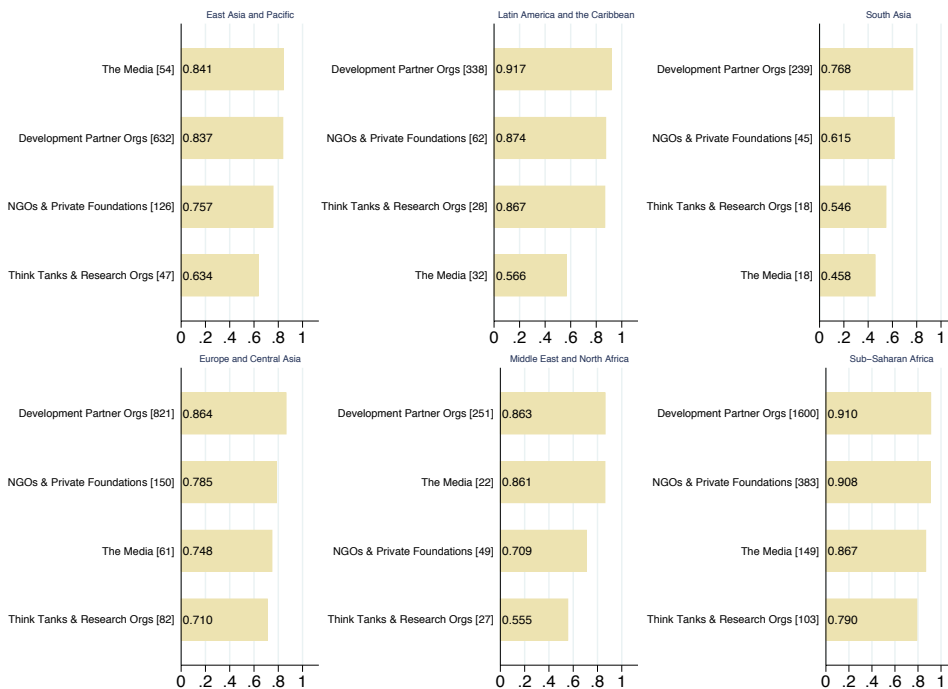 East Asia and Pacific
The Media [54] 0.841
Development Partner Orgs [632] 0.837
NGOs & Private Foundations [126] 0.757
Think Tanks & Research Orgs [47] 0.634
0 .2 .4 .6 .8 1
Latin America and the Caribbean
Development Partner Orgs [338] 0.917
NGOs & Private Foundations [62] 0.874
Think Tanks & Research Orgs [28] 0.867
The Media [32] 0.566
0 .2 .4 .6 .8 1
South Asia
Development Partner Orgs [239] 0.768
NGOs & Private Foundations [45] 0.615
Think Tanks & Research Orgs [18] 0.546
The Media [18] 0.458
0 .2 .4 .6 .8 1
Europe and Central Asia
Development Partner Orgs [821] 0.864
NGOs & Private Foundations [150] 0.785
The Media [61] 0.748
Think Tanks & Research Orgs [82] 0.710
0 .2 .4 .6 .8 1
Middle East and North Africa
Development Partner Orgs [251] 0.863
The Media [22] 0.861
NGOs & Private Foundations [49] 0.709
Think Tanks & Research Orgs [27] 0.555
0 .2 .4 .6 .8 1
Sub−Saharan Africa
Development Partner Orgs [1600] 0.910
NGOs & Private Foundations [383] 0.908
The Media [149] 0.867
Think Tanks & Research Orgs [103] 0.790
0 .2 .4 .6 .8 1